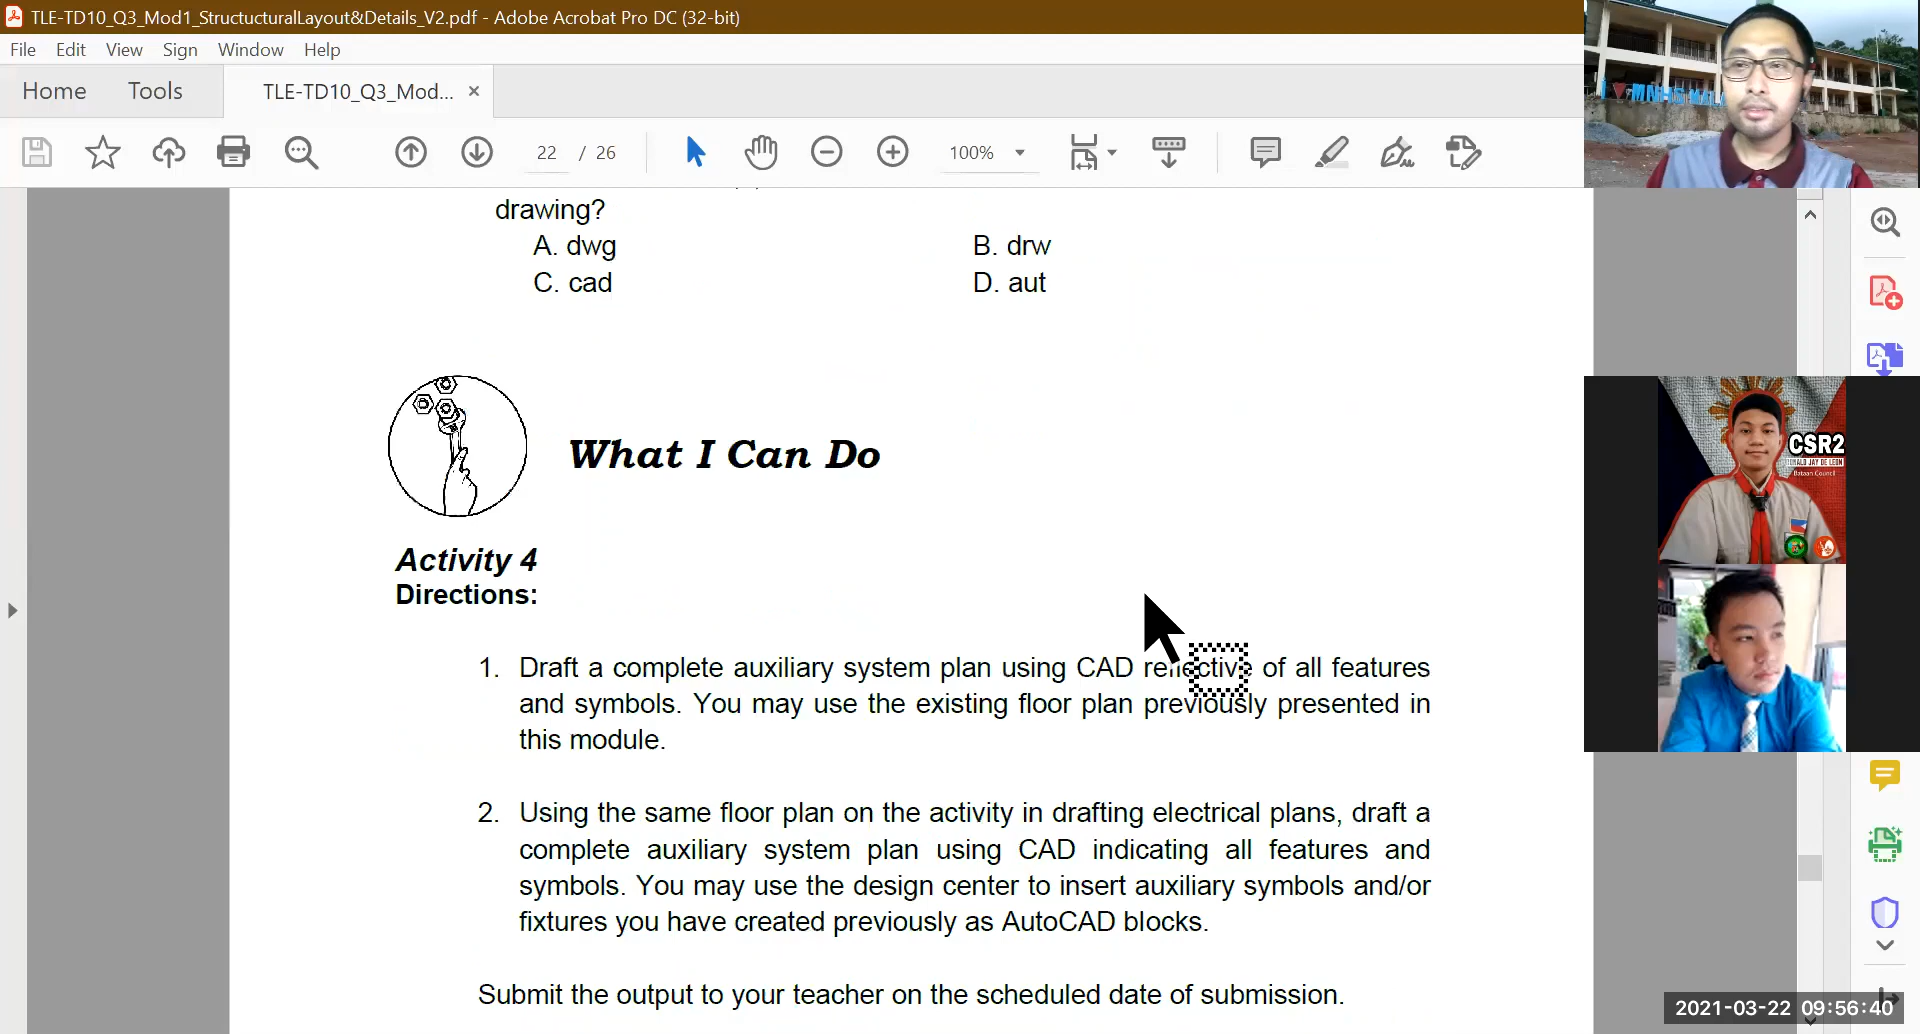 TLE-TD10_Q3_Mod1_StructucturalLayout&Details_V2.pdf - Adobe Acrobat Pro DC (32-bit)
File Edit View Sign Window Help
Home Tools TLE-TD10_Q3_Mod... ×
22 / 26 100%
drawing?
A. dwg B. drw
C. cad D. aut
What I Can Do
Activity 4
Directions:
1. Draft a complete auxiliary system plan using CAD reflective of all features
and symbols. You may use the existing floor plan previously presented in
this module.
2. Using the same floor plan on the activity in drafting electrical plans, draft a
complete auxiliary system plan using CAD indicating all features and
symbols. You may use the design center to insert auxiliary symbols and/or
fixtures you have created previously as AutoCAD blocks.
Submit the output to your teacher on the scheduled date of submission.
CSR2
Bataan Council
2021-03-22 09:56:40